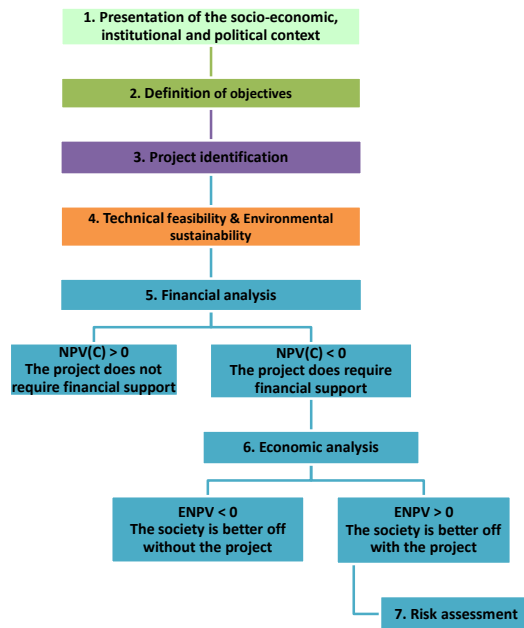 1. Presentation of the socio-economic,
institutional and political context
2. Definition of objectives
3. Project identification
4. Technical feasibility & Environmental
sustainability
5. Financial analysis
NPV(C) > 0
The project does not
require financial support
NPV(C) < 0
The project does require
financial support
6. Economic analysis
ENPV < 0
The society is better off
without the project
ENPV > 0
The society is better off
with the project
7. Risk assessment